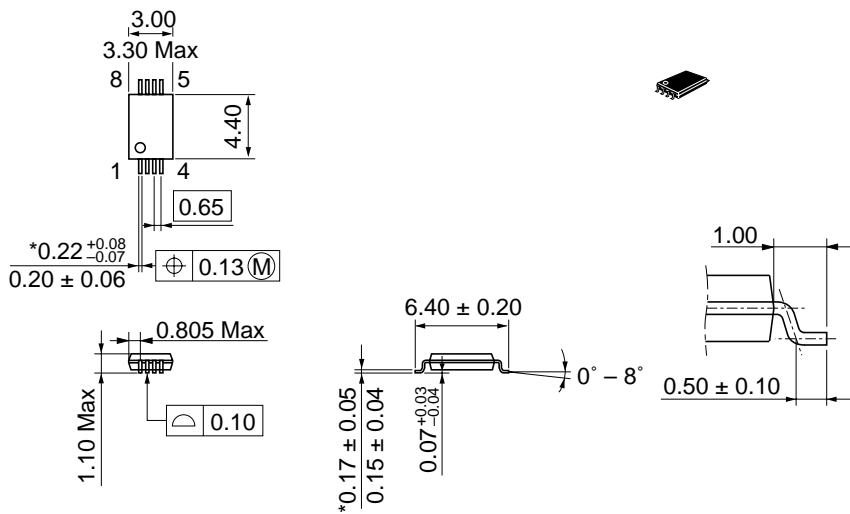 3.00
3.30 Max
8 5
4.40
1 4
0.65
*0.22 +0.08 −0.07
0.20 ± 0.06
0.13 Ⓜ
1.00
0.805 Max
6.40 ± 0.20
0° – 8°
0.50 ± 0.10
1.10 Max
0.10
*0.17 ± 0.05
0.15 ± 0.04
0.07 +0.03 −0.04